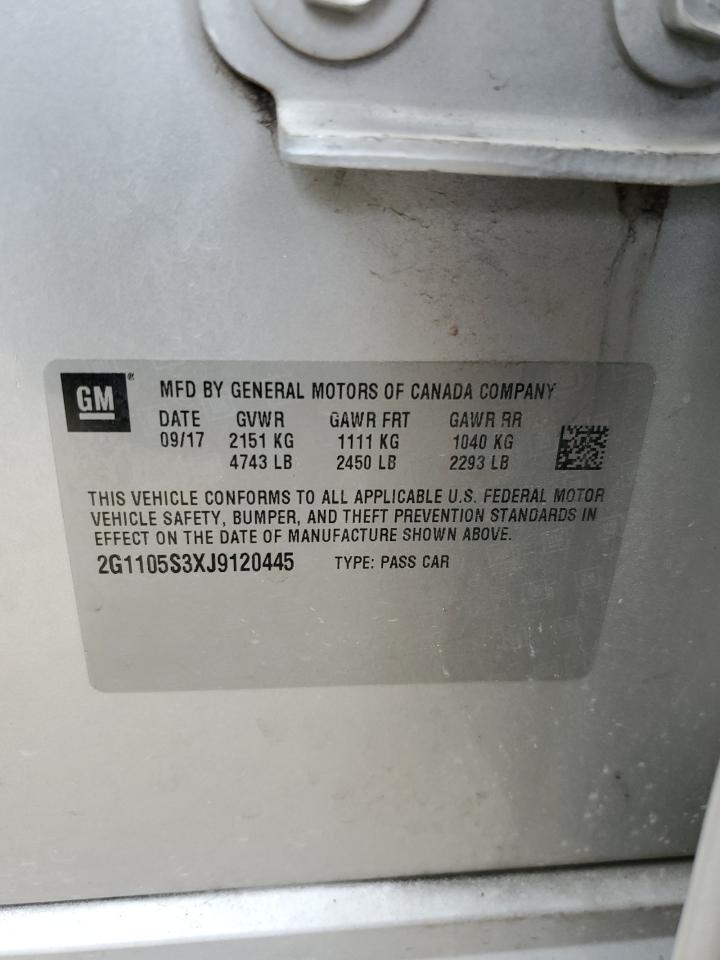 GM® MFD BY GENERAL MOTORS OF CANADA COMPANY
DATE GVWR GAWR FRT GAWR RR
09/17 2151 KG 1111 KG 1040 KG
4743 LB 2450 LB 2293 LB
THIS VEHICLE CONFORMS TO ALL APPLICABLE U.S. FEDERAL MOTOR
VEHICLE SAFETY, BUMPER, AND THEFT PREVENTION STANDARDS IN
EFFECT ON THE DATE OF MANUFACTURE SHOWN ABOVE.
2G1105S3XJ9120445 TYPE: PASS CAR